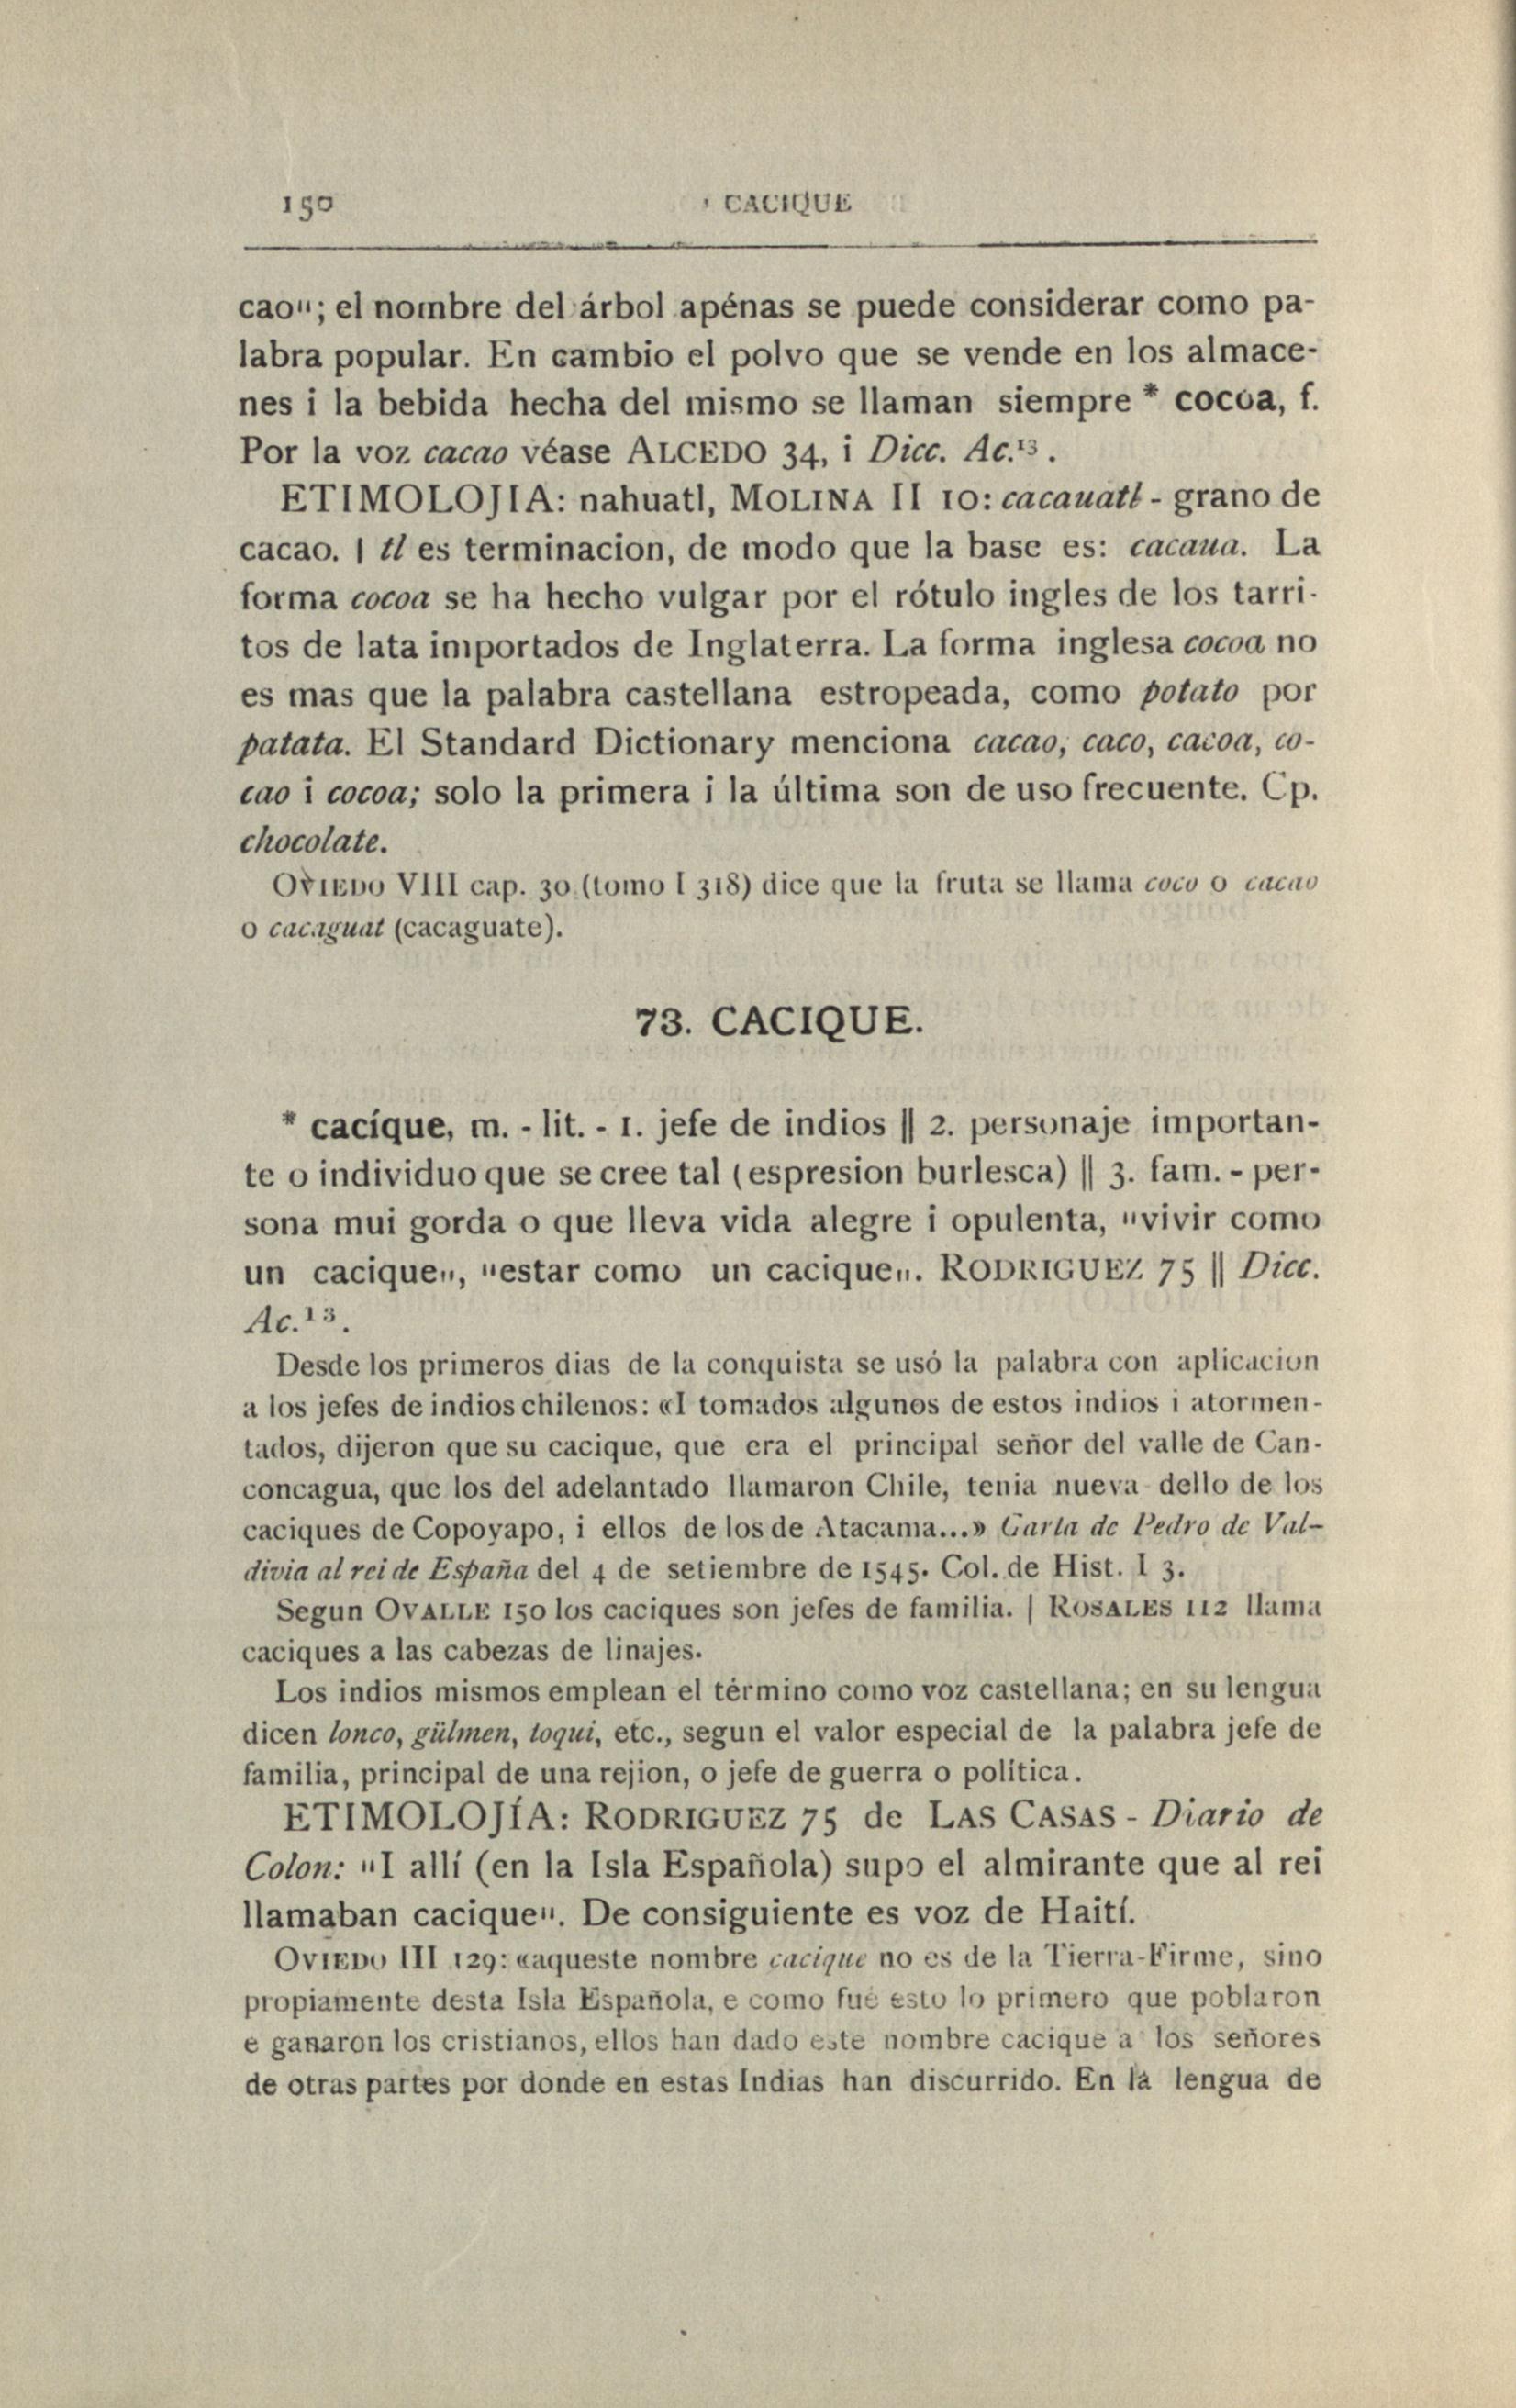 150 CACIQUE
cao"; el nombre del árbol apénas se puede considerar como pa-
labra popular. En cambio el polvo que se vende en los almace-
nes i la bebida hecha del mismo se llaman siempre * cocoa, f.
Por la voz cacao véase ALCEDO 34, i Dicc. Ac.¹³.
ETIMOLOJIA: nahuatl, MOLINA II 10: cacauatl - grano de
cacao. | tl es terminacion, de modo que la base es: cacaua. La
forma cocoa se ha hecho vulgar por el rótulo ingles de los tarri-
tos de lata importados de Inglaterra. La forma inglesa cocoa no
es mas que la palabra castellana estropeada, como potato por
patata. El Standard Dictionary menciona cacao, caco, cacoa, co-
cao i cocoa; solo la primera i la última son de uso frecuente. Cp.
chocolate.
OVIEDO VIII cap. 30 (tomo I 318) dice que la fruta se llama coco o cacao
o cacaguat (cacaguate).
73. CACIQUE.
* cacíque, m. - lit. - 1. jefe de indios || 2. personaje importan-
te o individuo que se cree tal (espresion burlesca) || 3. fam. - per-
sona mui gorda o que lleva vida alegre i opulenta, "vivir como
un cacique", "estar como un cacique". RODRIGUEZ 75 || Dicc.
Ac.¹³.
Desde los primeros dias de la conquista se usó la palabra con aplicacion
a los jefes de indios chilenos: «I tomados algunos de estos indios i atormen-
tados, dijeron que su cacique, que era el principal señor del valle de Can-
concagua, que los del adelantado llamaron Chile, tenia nueva dello de los
caciques de Copoyapo, i ellos de los de Atacama...» Carta de Pedro de Val-
divia al rei de España del 4 de setiembre de 1545. Col. de Hist. I 3.
Segun OVALLE 150 los caciques son jefes de familia. | ROSALES 112 llama
caciques a las cabezas de linajes.
Los indios mismos emplean el término como voz castellana; en su lengua
dicen lonco, gülmen, toqui, etc., segun el valor especial de la palabra jefe de
familia, principal de una rejion, o jefe de guerra o política.
ETIMOLOJÍA: RODRIGUEZ 75 de LAS CASAS - Diario de
Colon: "I allí (en la Isla Española) supo el almirante que al rei
llamaban cacique". De consiguiente es voz de Haití.
OVIEDO III 129: «aqueste nombre cacique no es de la Tierra-Firme, sino
propiamente desta Isla Española, e como fué esto lo primero que poblaron
e ganaron los cristianos, ellos han dado este nombre cacique a los señores
de otras partes por donde en estas Indias han discurrido. En la lengua de